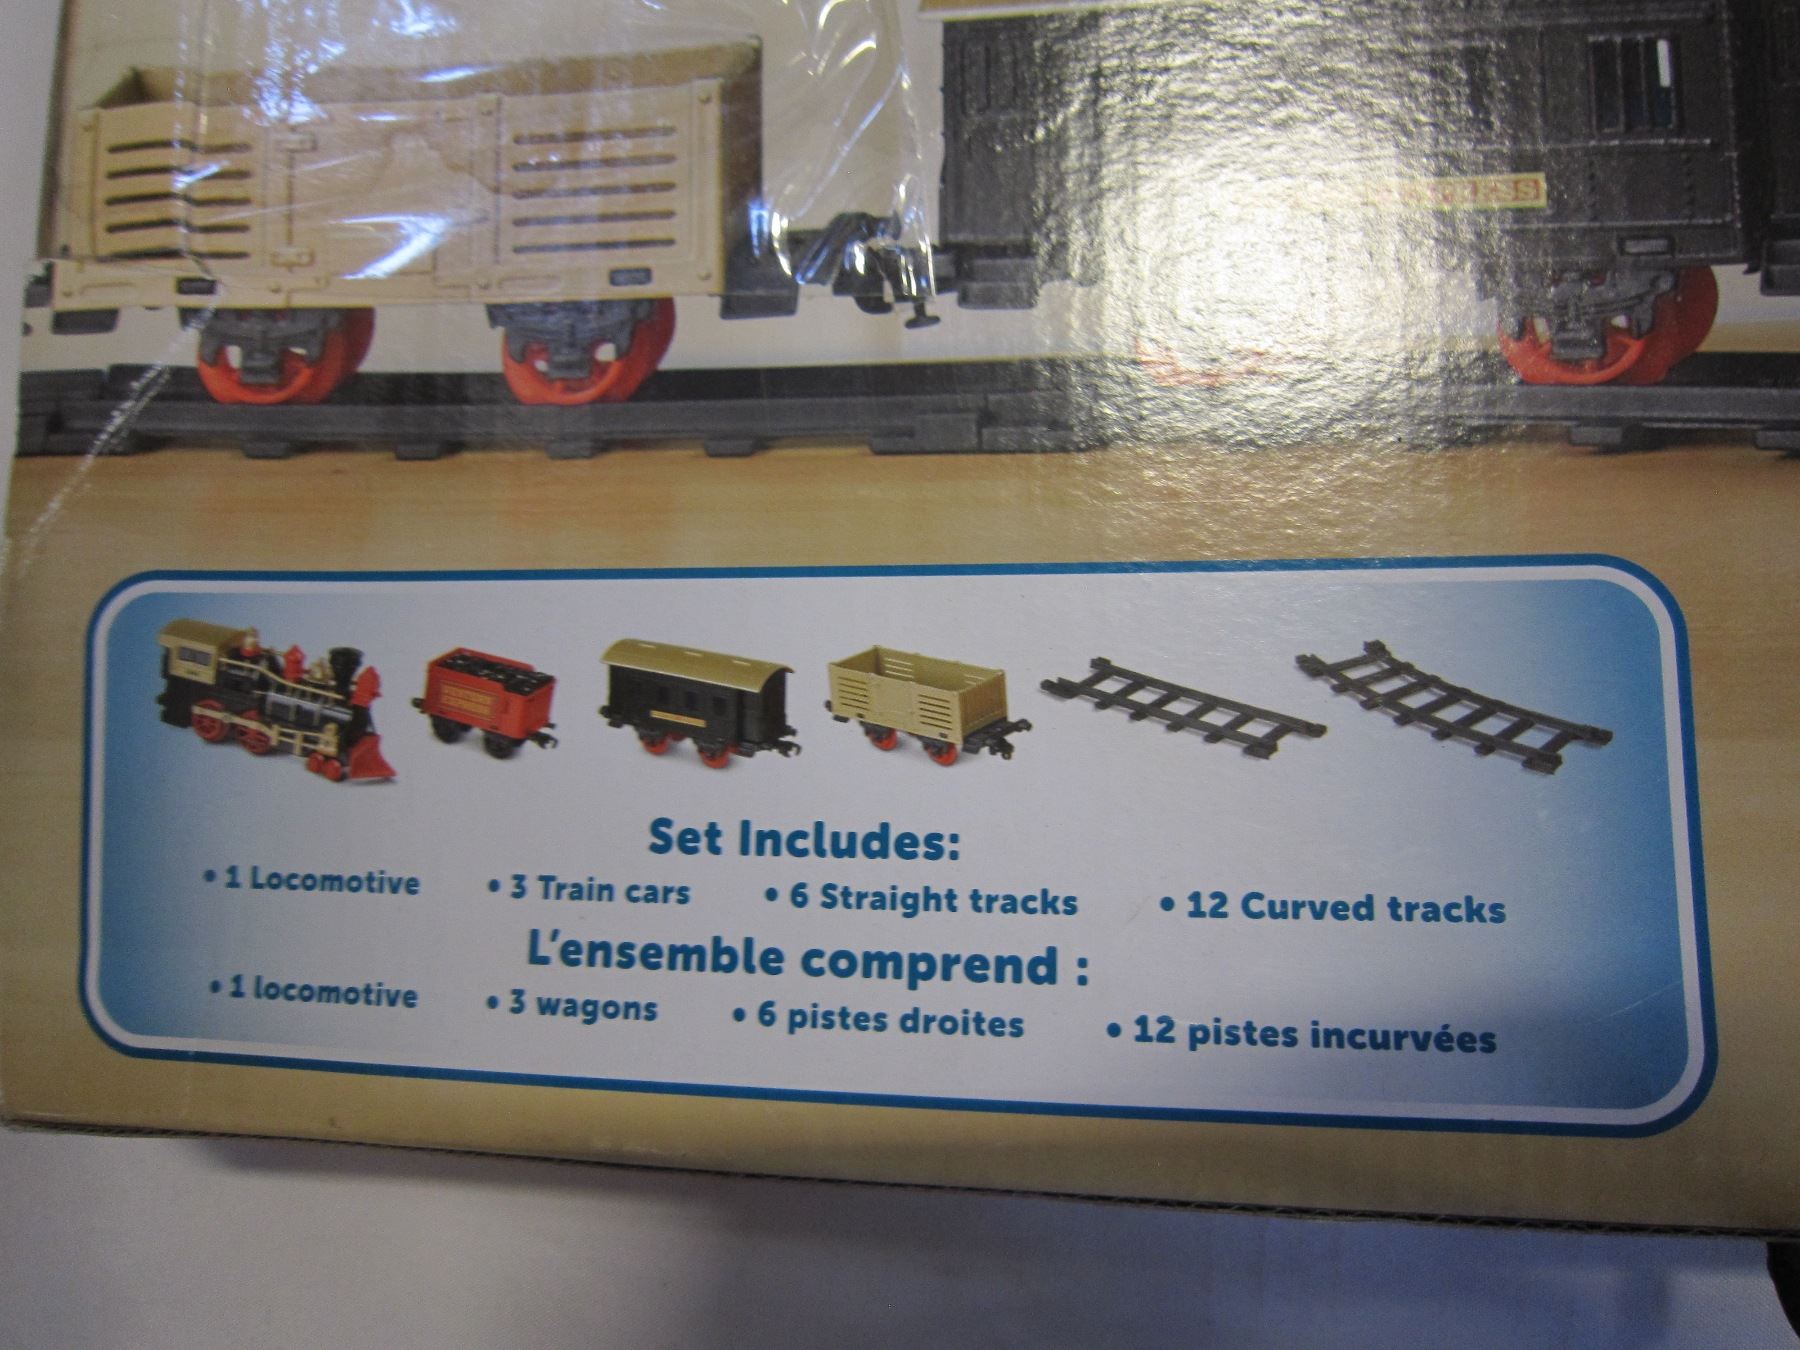 Set Includes:
• 1 Locomotive • 3 Train cars • 6 Straight tracks • 12 Curved tracks
L'ensemble comprend :
• 1 locomotive • 3 wagons • 6 pistes droites • 12 pistes incurvées